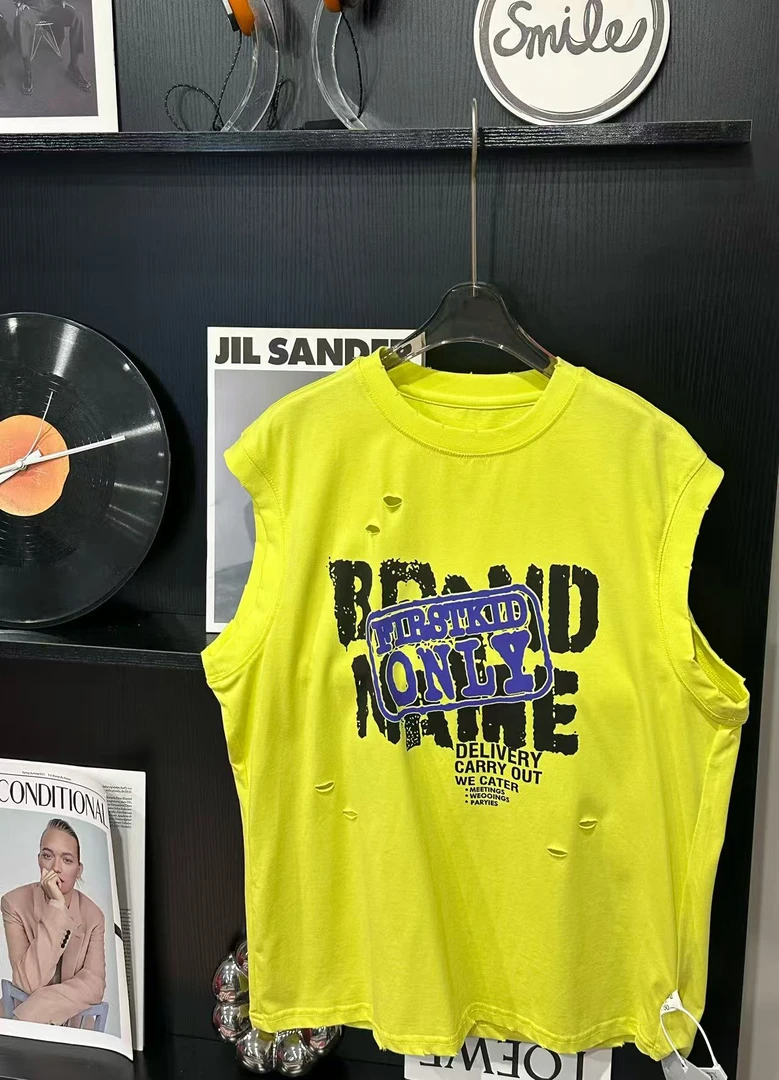 Smile
JIL SANDER
BRAND
FIRSTKID
ONLY
NAME
DELIVERY
CARRY OUT
WE CATER
• MEETINGS
• WEOOINGS
• PARYIES
CONDITIONAL
LOEWE